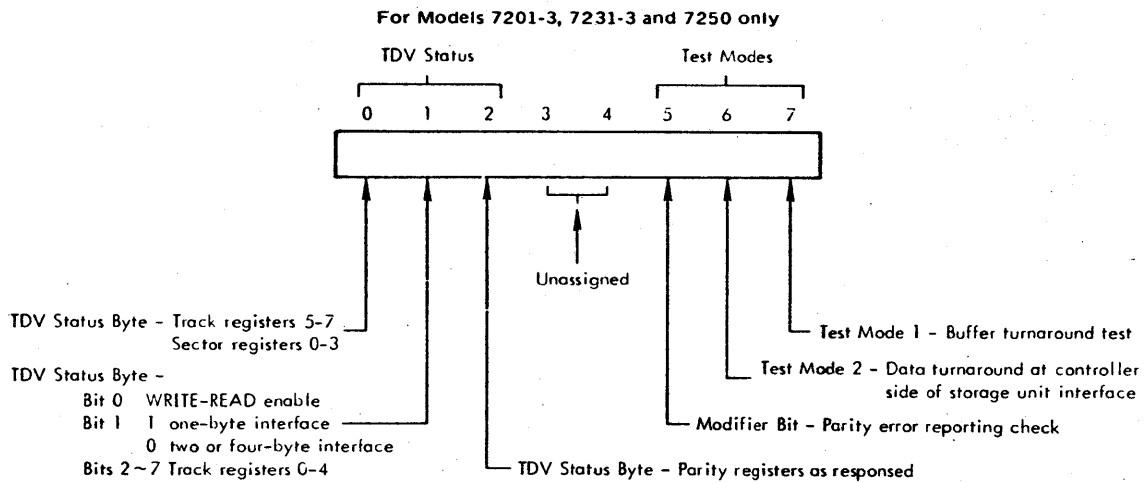 For Models 7201-3, 7231-3 and 7250 only
TDV Status Test Modes
0 1 2 3 4 5 6 7
Unassigned
TDV Status Byte - Track registers 5-7
Sector registers 0-3
TDV Status Byte -
Bit 0 WRITE-READ enable
Bit 1 1 one-byte interface
0 two or four-byte interface
Bits 2~7 Track registers 0-4
Test Mode 1 - Buffer turnaround test
Test Mode 2 - Data turnaround at controller
side of storage unit interface
Modifier Bit - Parity error reporting check
TDV Status Byte - Parity registers as responsed